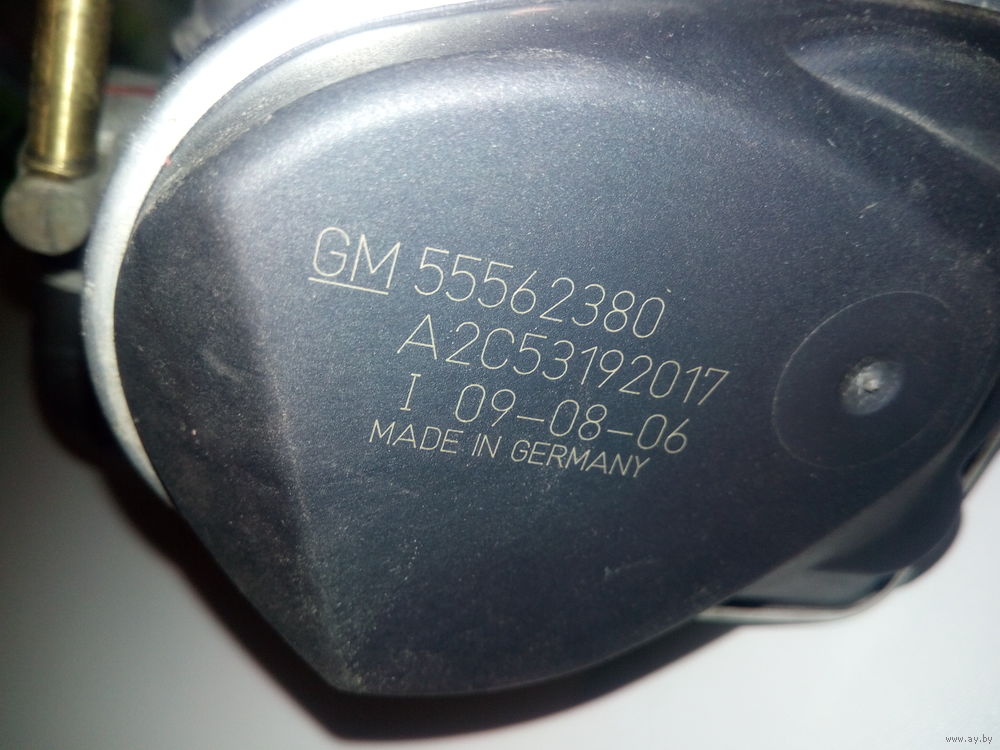 GM 55562380
A2C53192017
I 09-08-06
MADE IN GERMANY
www.ay.by